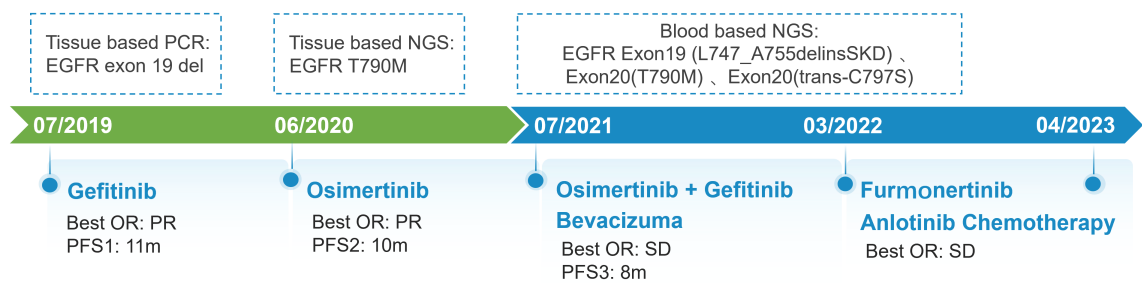 Tissue based PCR:
EGFR exon 19 del
Tissue based NGS:
EGFR T790M
Blood based NGS:
EGFR Exon19 (L747_A755delinsSKD) 、
Exon20(T790M) 、Exon20(trans-C797S)
07/2019
06/2020
07/2021
03/2022
04/2023
Gefitinib
Best OR: PR
PFS1: 11m
Osimertinib
Best OR: PR
PFS2: 10m
Osimertinib + Gefitinib
Bevacizuma
Best OR: SD
PFS3: 8m
Furmonertinib
Anlotinib Chemotherapy
Best OR: SD